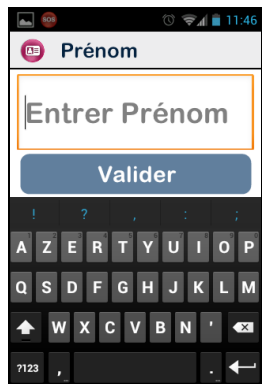 SOS 11:46
Prénom
Entrer Prénom
Valider
! ? , : ;
A Z E R T Y U I O P
Q S D F G H J K L M
W X C V B N '
?123 , .